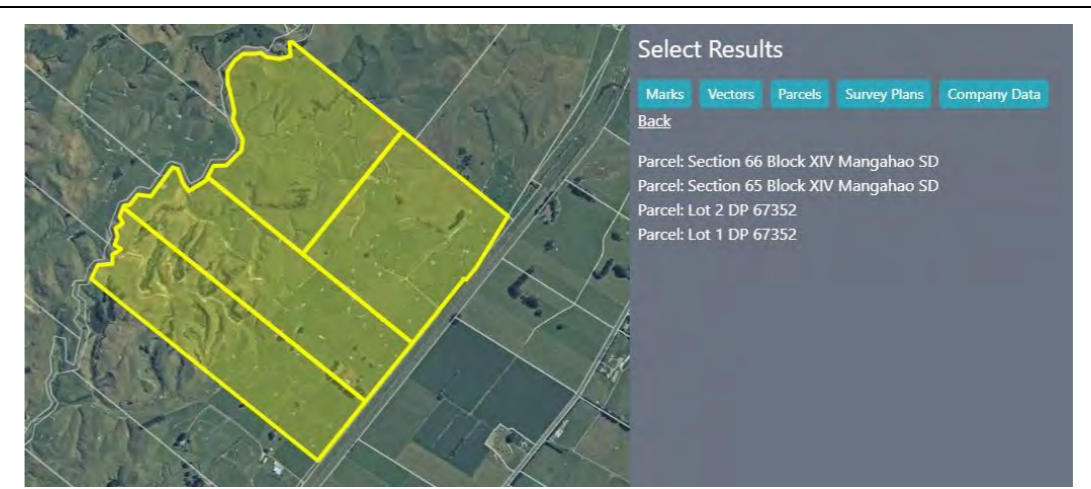 Select Results
Marks Vectors Parcels Survey Plans Company Data
Back
Parcel: Section 66 Block XIV Mangahao SD
Parcel: Section 65 Block XIV Mangahao SD
Parcel: Lot 2 DP 67352
Parcel: Lot 1 DP 67352